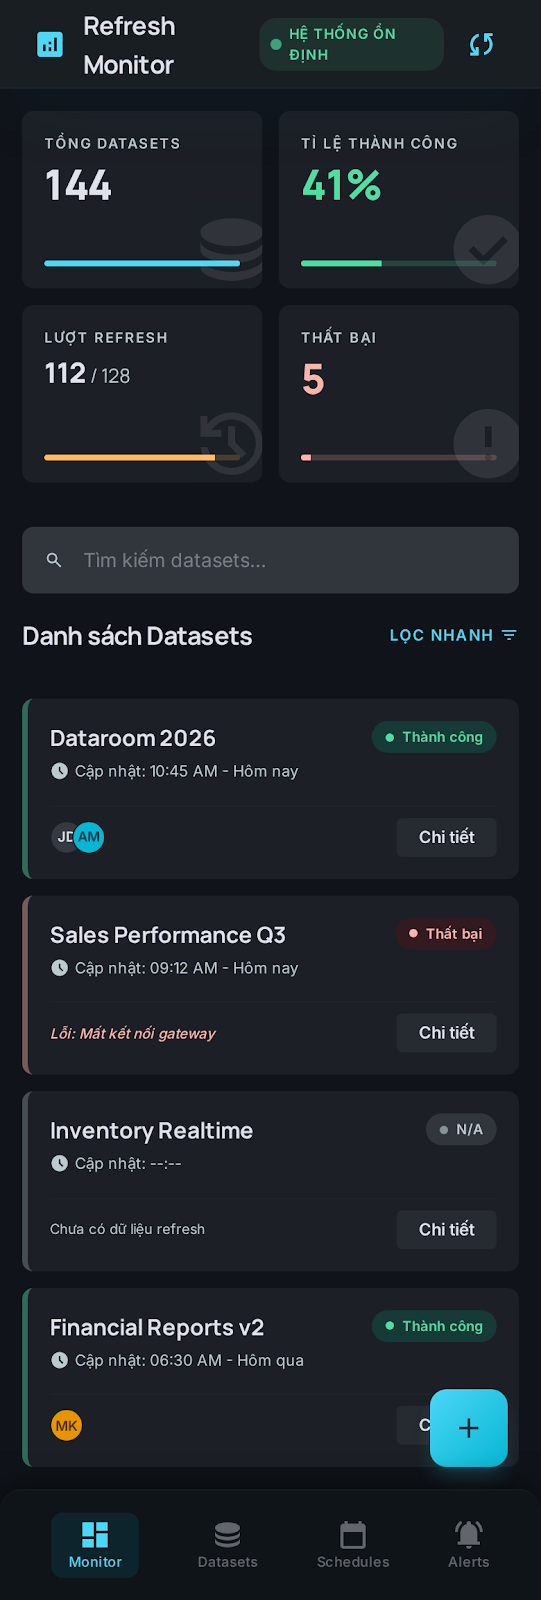 Refresh
Monitor
HỆ THỐNG ỔN
ĐỊNH
TỔNG DATASETS
144
TỈ LỆ THÀNH CÔNG
41%
LƯỢT REFRESH
112 / 128
THẤT BẠI
5
Tìm kiếm datasets...
Danh sách Datasets
LỌC NHANH
Dataroom 2026
Thành công
Cập nhật: 10:45 AM - Hôm nay
JD
AM
Chi tiết
Sales Performance Q3
Thất bại
Cập nhật: 09:12 AM - Hôm nay
Lỗi: Mất kết nối gateway
Chi tiết
Inventory Realtime
N/A
Cập nhật: --:--
Chưa có dữ liệu refresh
Chi tiết
Financial Reports v2
Thành công
Cập nhật: 06:30 AM - Hôm qua
MK
C
Monitor
Datasets
Schedules
Alerts